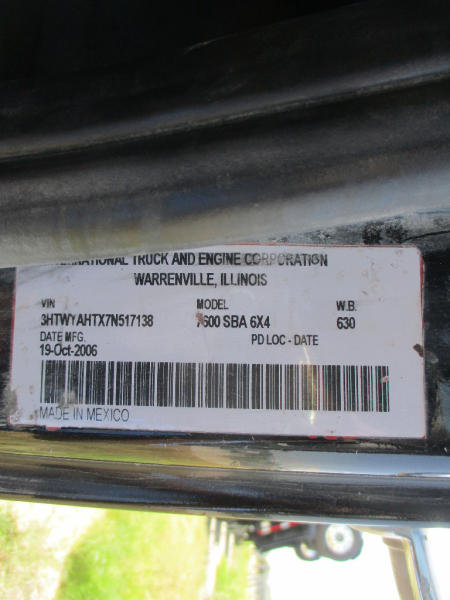 TRUCK AND ENGINE CORPORATION
WARRENVILLE, ILLINOIS
VIN MODEL W.B.
3HTWYAHTX7N517138 7600 SBA 6X4 630
DATE MFG. PD LOC - DATE
19-Oct-2006
MADE IN MEXICO